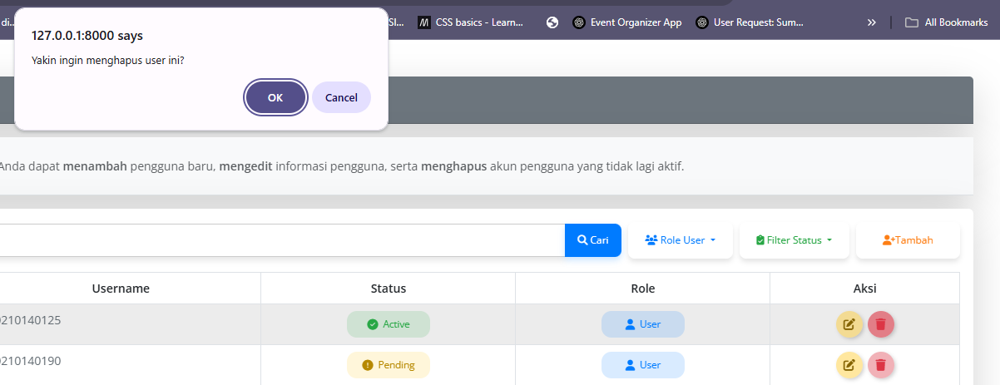 di...
SI...
CSS basics - Learn...
Event Organizer App
User Request: Sum...
All Bookmarks
127.0.0.1:8000 says
Yakin ingin menghapus user ini?
OK
Cancel
Anda dapat menambah pengguna baru, mengedit informasi pengguna, serta menghapus akun pengguna yang tidak lagi aktif.
Cari
Role User
Filter Status
Tambah
Username
Status
Role
Aksi
0210140125
Active
User
0210140190
Pending
User